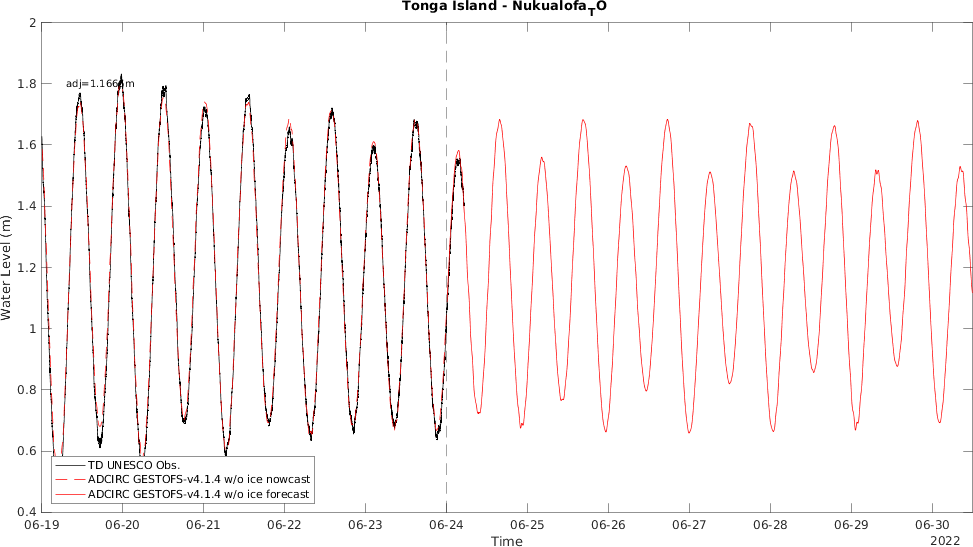 Tonga Island - Nukualofa_TO
adj=1.166 m
Water Level (m)
2
1.8
1.6
1.4
1.2
1
0.8
0.6
0.4
TD UNESCO Obs.
ADCIRC GESTOFS-v4.1.4 w/o ice nowcast
ADCIRC GESTOFS-v4.1.4 w/o ice forecast
06-19 06-20 06-21 06-22 06-23 06-24 06-25 06-26 06-27 06-28 06-29 06-30
Time
2022